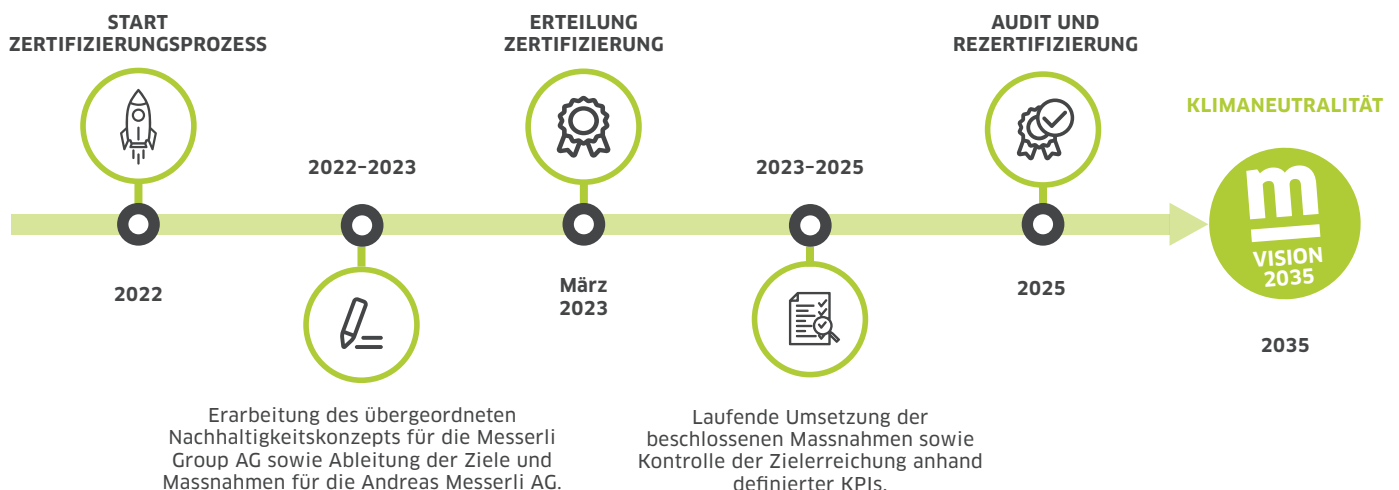 START
ZERTIFIZIERUNGSPROZESS
2022
2022–2023
Erarbeitung des übergeordneten
Nachhaltigkeitskonzepts für die Messerli
Group AG sowie Ableitung der Ziele und
Massnahmen für die Andreas Messerli AG.
ERTEILUNG
ZERTIFIZIERUNG
März
2023
2023–2025
Laufende Umsetzung der
beschlossenen Massnahmen sowie
Kontrolle der Zielerreichung anhand
definierter KPIs.
AUDIT UND
REZERTIFIZIERUNG
2025
KLIMANEUTRALITÄT
m
VISION
2035
2035